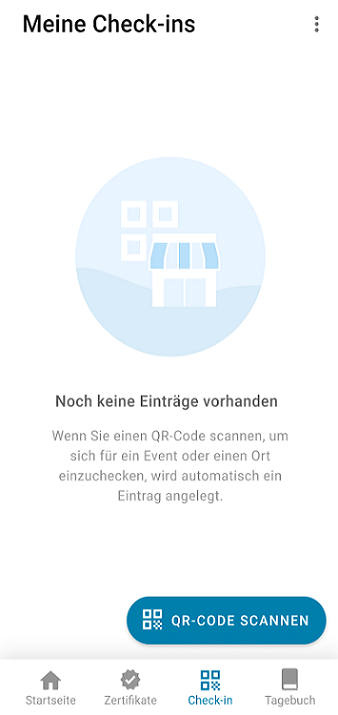 Meine Check-ins
Noch keine Einträge vorhanden
Wenn Sie einen QR-Code scannen, um
sich für ein Event oder einen Ort
einzuchecken, wird automatisch ein
Eintrag angelegt.
QR-CODE SCANNEN
Startseite
Zertifikate
Check-in
Tagebuch